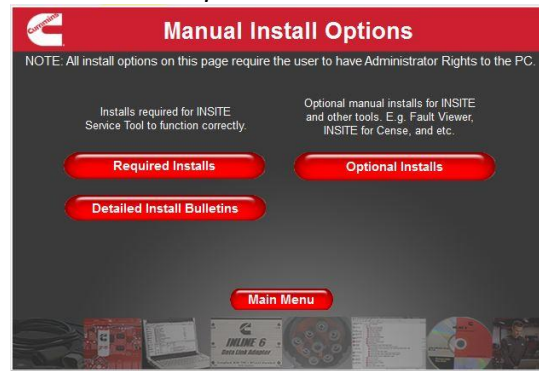 Cummins
Manual Install Options
NOTE: All install options on this page require the user to have Administrator Rights to the PC.
Installs required for INSITE
Service Tool to function correctly.
Required Installs
Detailed Install Bulletins
Optional manual installs for INSITE
and other tools. E.g. Fault Viewer,
INSITE for Cense, and etc.
Optional Installs
Main Menu
INLINE 6
Data Link Adapter